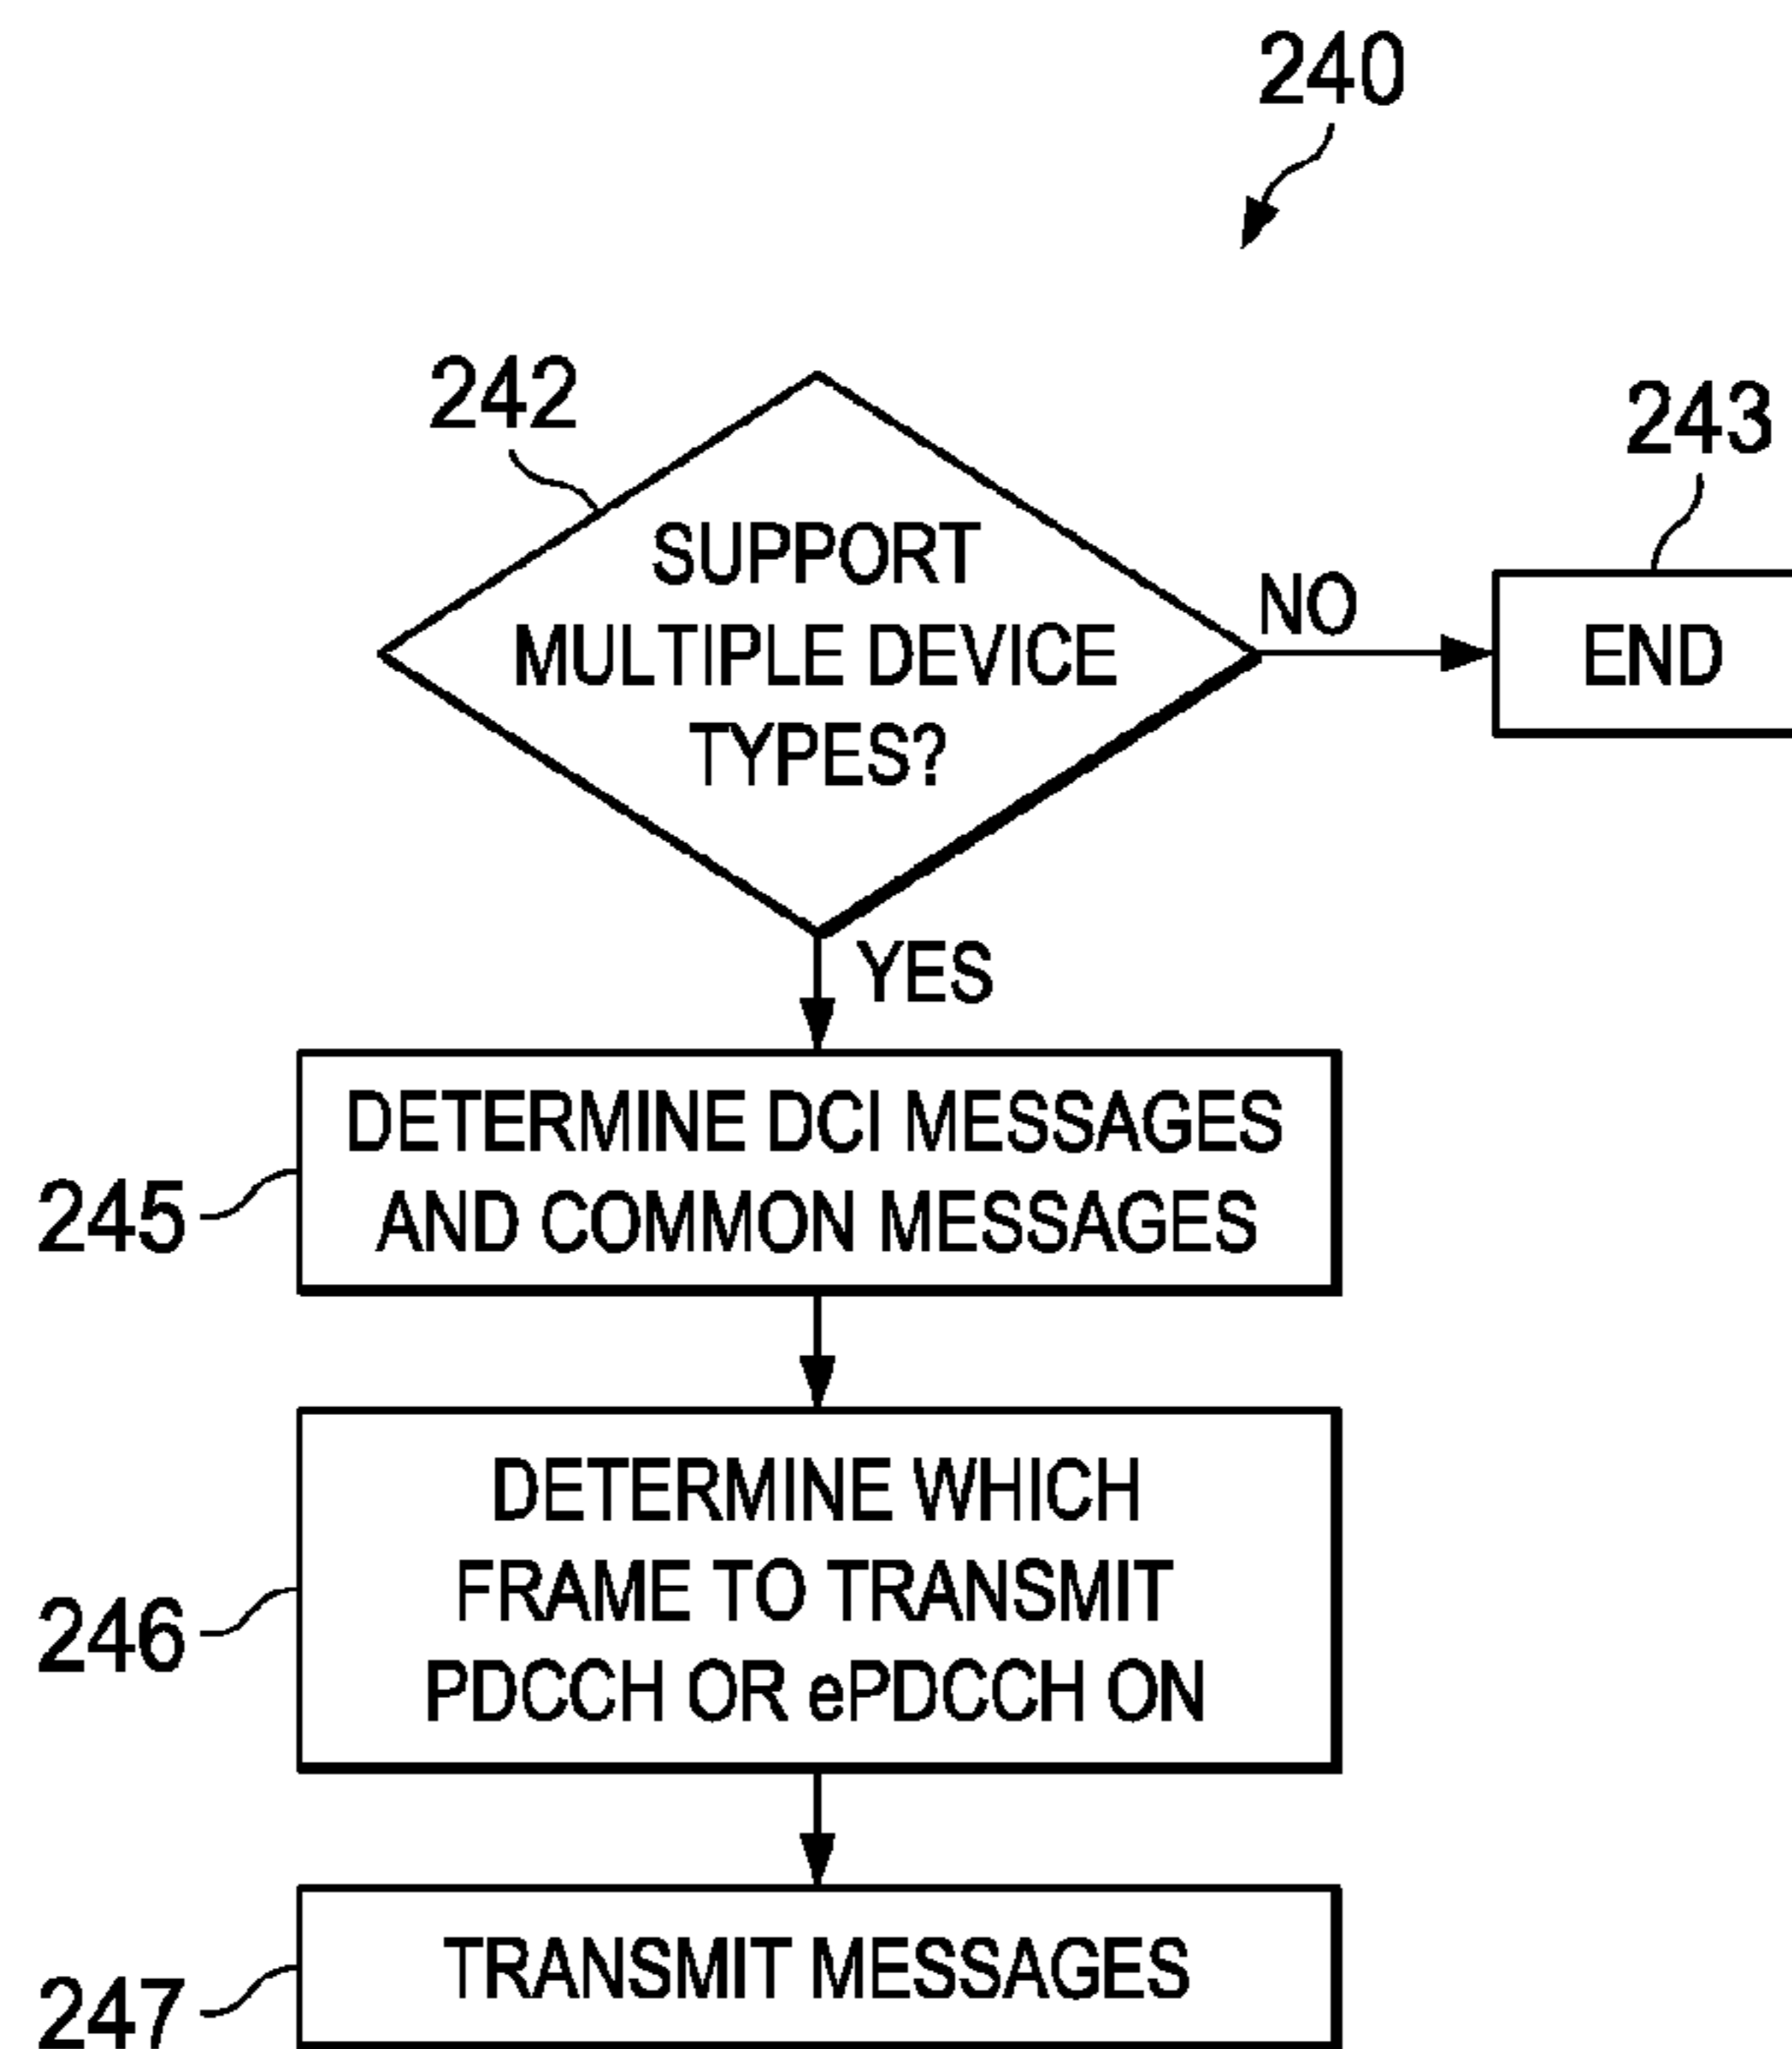 240
242
SUPPORT
MULTIPLE DEVICE
TYPES?
NO
243
END
YES
245
DETERMINE DCI MESSAGES
AND COMMON MESSAGES
246
DETERMINE WHICH
FRAME TO TRANSMIT
PDCCH OR ePDCCH ON
247
TRANSMIT MESSAGES